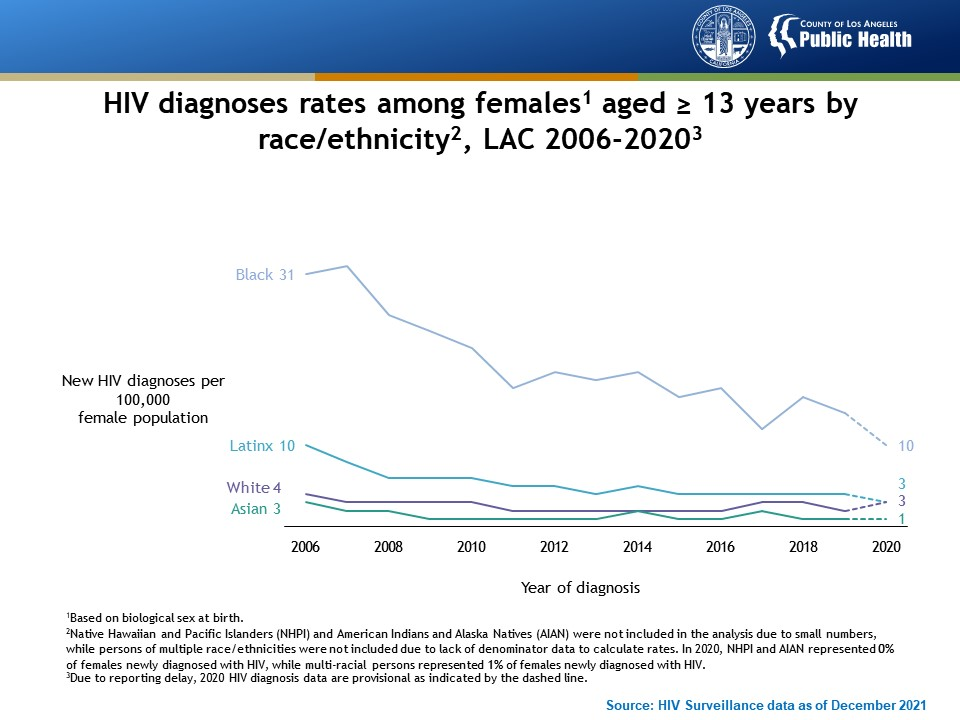 COUNTY OF LOS ANGELES
CALIFORNIA
COUNTY OF LOS ANGELES
Public Health
HIV diagnoses rates among females¹ aged ≥ 13 years by
race/ethnicity², LAC 2006-2020³
Black 31
New HIV diagnoses per
100,000
female population
Latinx 10
10
White 4
3
Asian 3
3
1
2006 2008 2010 2012 2014 2016 2018 2020
Year of diagnosis
¹Based on biological sex at birth.
²Native Hawaiian and Pacific Islanders (NHPI) and American Indians and Alaska Natives (AIAN) were not included in the analysis due to small numbers,
while persons of multiple race/ethnicities were not included due to lack of denominator data to calculate rates. In 2020, NHPI and AIAN represented 0%
of females newly diagnosed with HIV, while multi-racial persons represented 1% of females newly diagnosed with HIV.
³Due to reporting delay, 2020 HIV diagnosis data are provisional as indicated by the dashed line.
Source: HIV Surveillance data as of December 2021